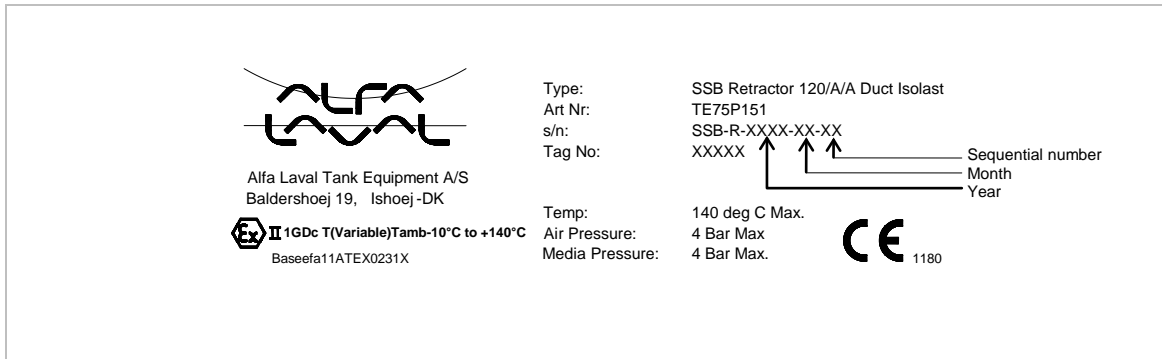 ALFA
LAVAL
Alfa Laval Tank Equipment A/S
Baldershoej 19, Ishoej-DK
Ex II 1GDc T(Variable)Tamb-10°C to +140°C
Baseefa11ATEX0231X
Type: SSB Retractor 120/A/A Duct Isolast
Art Nr: TE75P151
s/n: SSB-R-XXXX-XX-XX
Tag No: XXXXX
Sequential number
Month
Year
Temp: 140 deg C Max.
Air Pressure: 4 Bar Max
Media Pressure: 4 Bar Max.
CE 1180